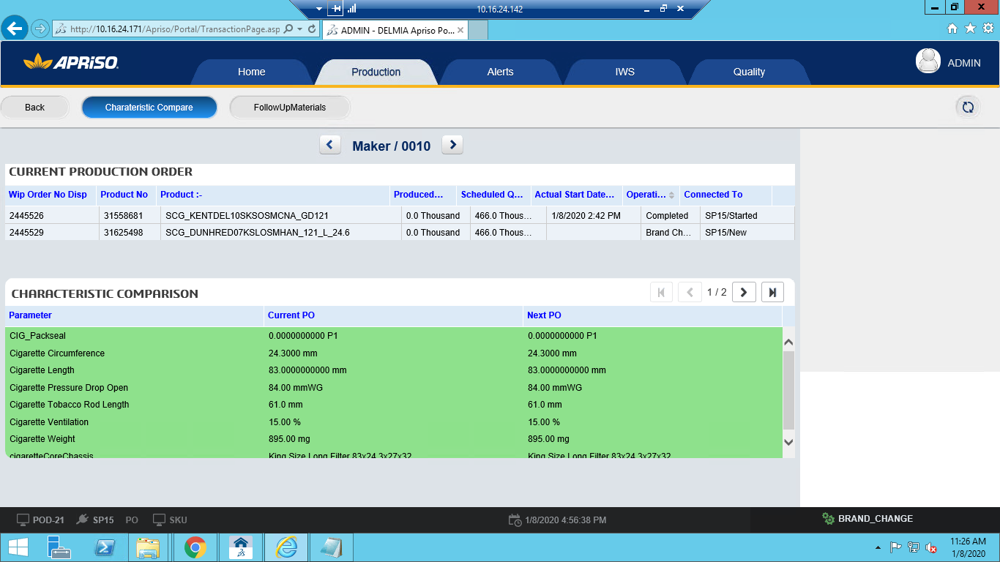 10.16.24.142
http://10.16.24.171/Apriso/Portal/TransactionPage.asp
ADMIN - DELMIA Apriso Po...
APRISO
Home
Production
Alerts
IWS
Quality
ADMIN
Back
Charateristic Compare
FollowUpMaterials
Maker / 0010
CURRENT PRODUCTION ORDER
Wip Order No Disp Product No Product :- Produced... Scheduled Q... Actual Start Date... Operati... Connected To
2445526 31558681 SCG_KENTDEL10SKSOSMCNA_GD121 0.0 Thousand 466.0 Thous... 1/8/2020 2:42 PM Completed SP15/Started
2445529 31625498 SCG_DUNHRED07KSLOSMHAN_121_L_24.6 0.0 Thousand 466.0 Thous... Brand Ch... SP15/New
CHARACTERISTIC COMPARISON
1 / 2
Parameter Current PO Next PO
CIG_Packseal 0.0000000000 P1 0.0000000000 P1
Cigarette Circumference 24.3000 mm 24.3000 mm
Cigarette Length 83.0000000000 mm 83.0000000000 mm
Cigarette Pressure Drop Open 84.00 mmWG 84.00 mmWG
Cigarette Tobacco Rod Length 61.0 mm 61.0 mm
Cigarette Ventilation 15.00 % 15.00 %
Cigarette Weight 895.00 mg 895.00 mg
cigaretteCoreChassis King Size Long Filter 83x24.3x27x32 King Size Long Filter 83x24.3x27x32
POD-21 SP15 PO SKU
1/8/2020 4:56:38 PM
BRAND_CHANGE
11:26 AM
1/8/2020